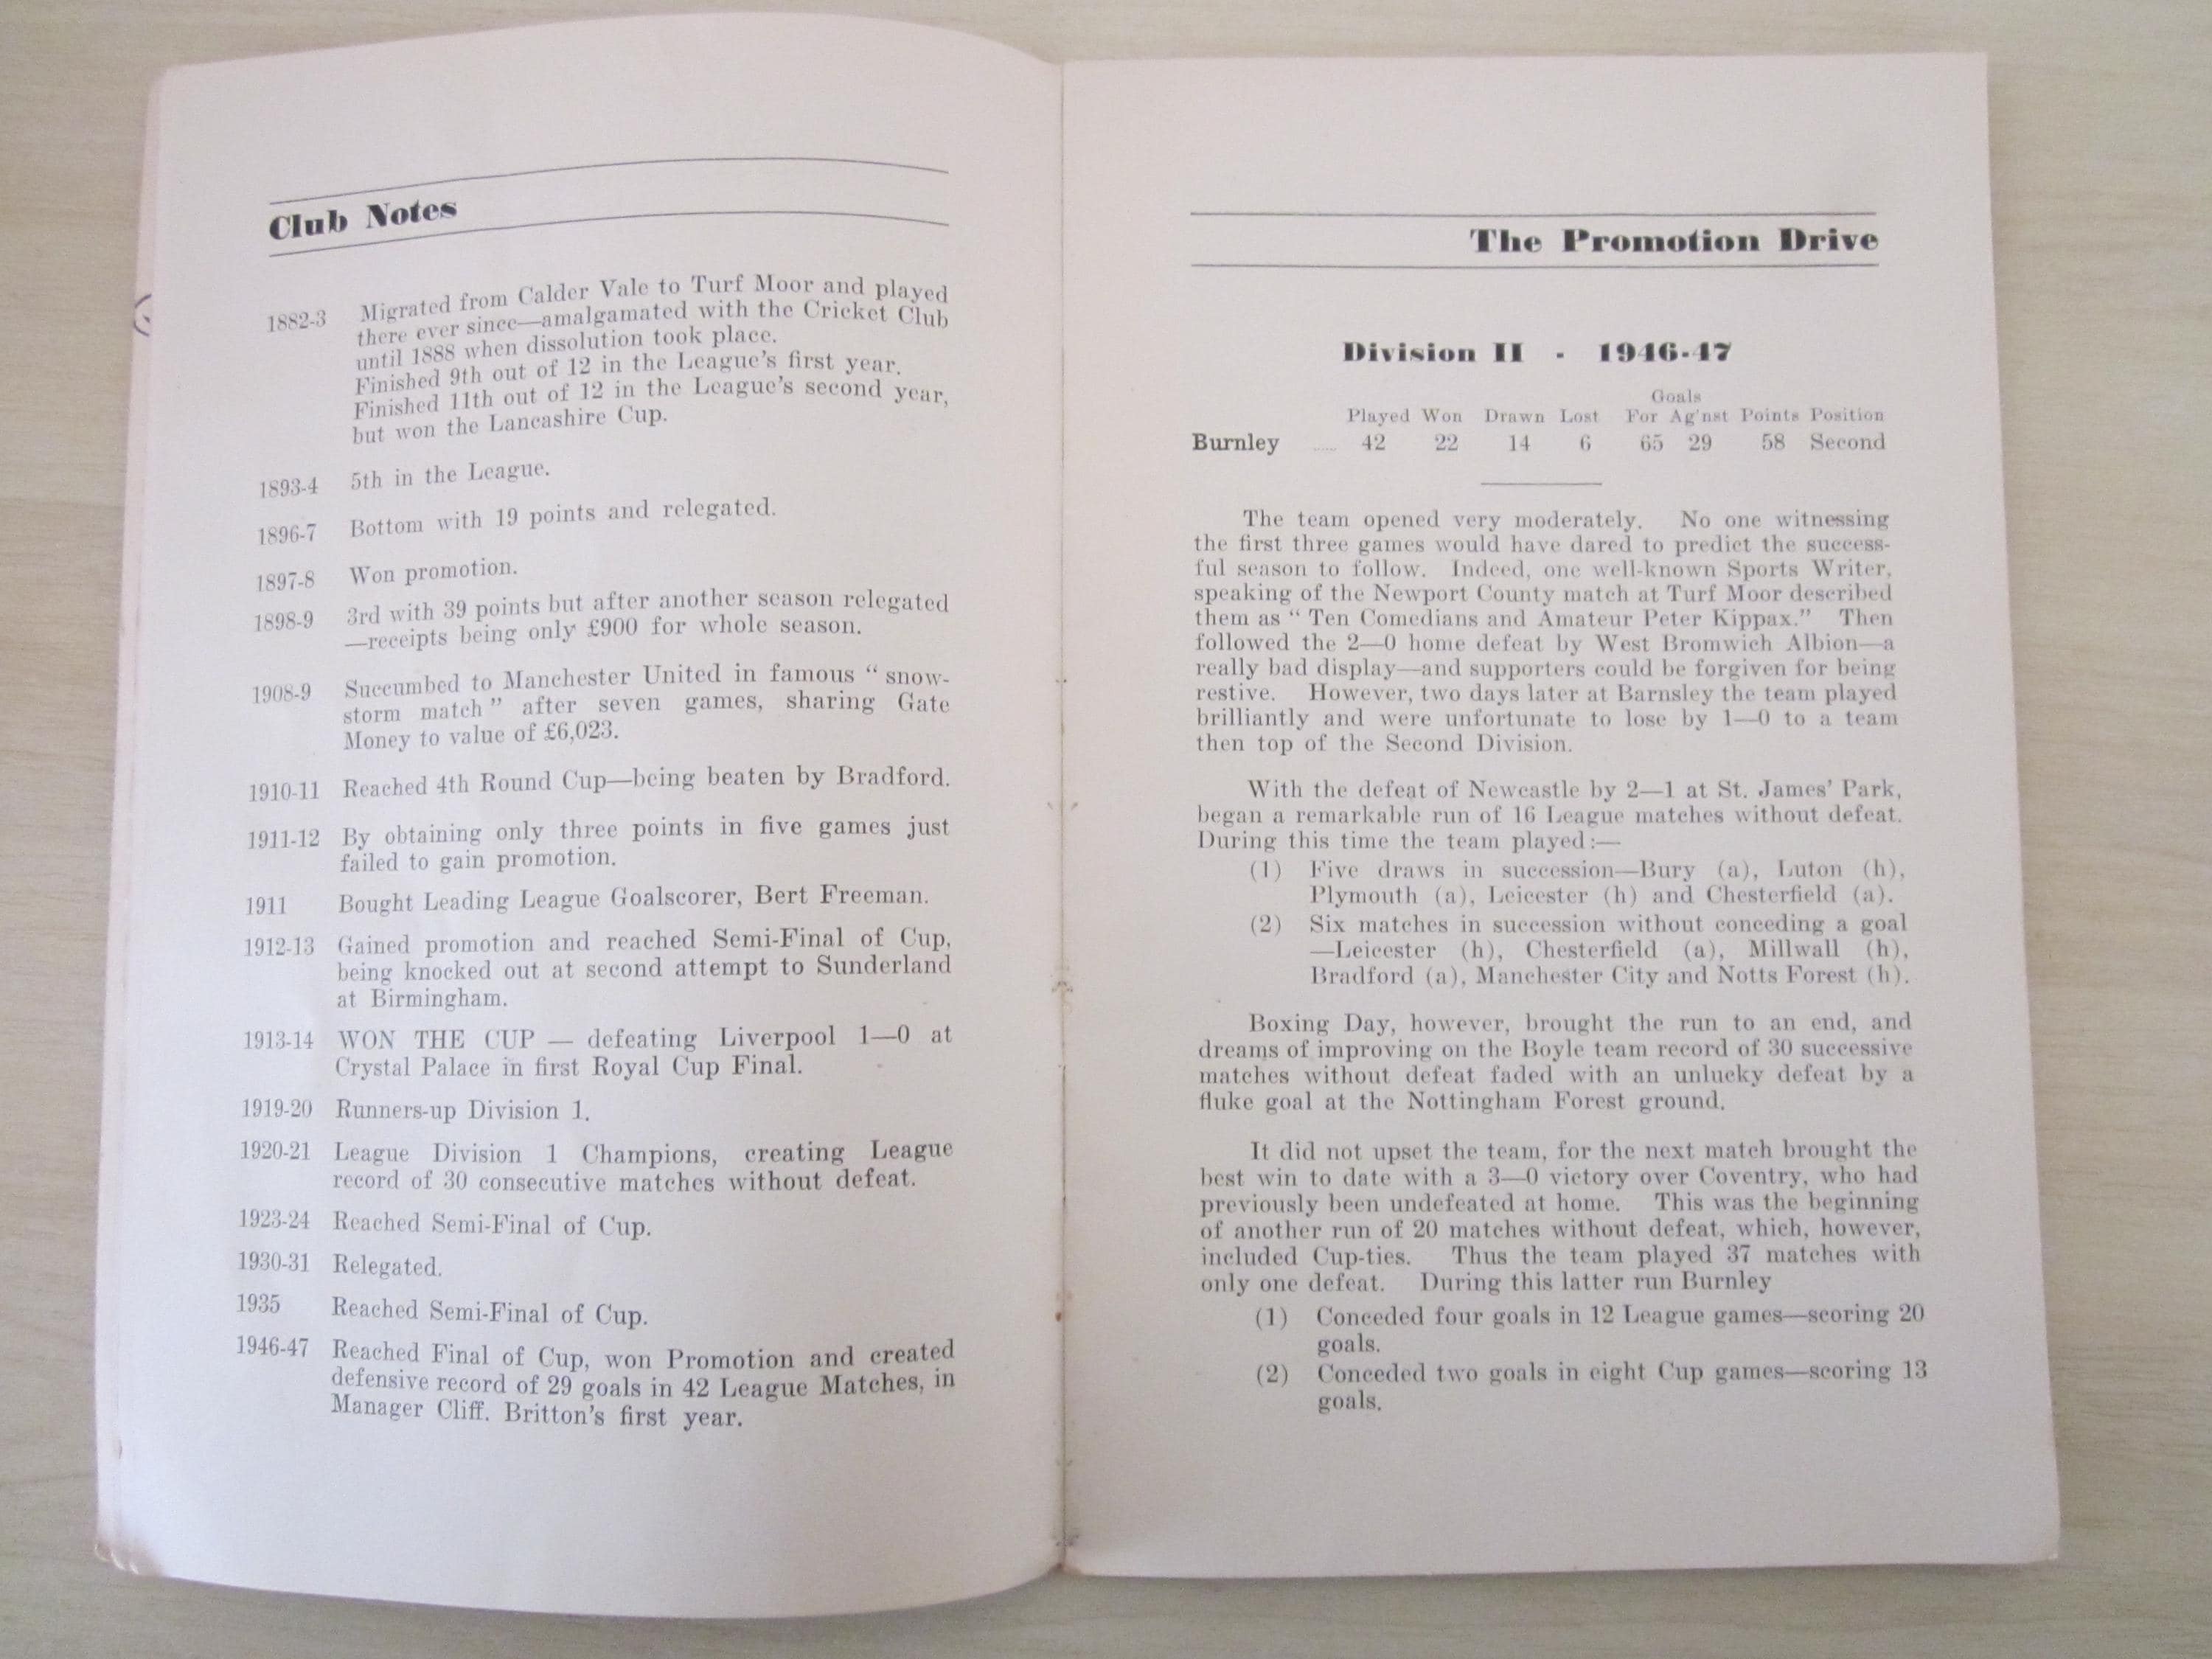 Club Notes
1882-3 Migrated from Calder Vale to Turf Moor and played
there ever since—amalgamated with the Cricket Club
until 1888 when dissolution took place.
Finished 9th out of 12 in the League's first year.
Finished 11th out of 12 in the League's second year,
but won the Lancashire Cup.
1893-4 5th in the League.
1896-7 Bottom with 19 points and relegated.
1897-8 Won promotion.
1898-9 3rd with 39 points but after another season relegated
—receipts being only £900 for whole season.
1908-9 Succumbed to Manchester United in famous " snow-
storm match " after seven games, sharing Gate
Money to value of £6,023.
1910-11 Reached 4th Round Cup—being beaten by Bradford.
1911-12 By obtaining only three points in five games just
failed to gain promotion.
1911 Bought Leading League Goalscorer, Bert Freeman.
1912-13 Gained promotion and reached Semi-Final of Cup,
being knocked out at second attempt to Sunderland
at Birmingham.
1913-14 WON THE CUP — defeating Liverpool 1—0 at
Crystal Palace in first Royal Cup Final.
1919-20 Runners-up Division 1.
1920-21 League Division 1 Champions, creating League
record of 30 consecutive matches without defeat.
1923-24 Reached Semi-Final of Cup.
1930-31 Relegated.
1935 Reached Semi-Final of Cup.
1946-47 Reached Final of Cup, won Promotion and created
defensive record of 29 goals in 42 League Matches, in
Manager Cliff. Britton's first year.
The Promotion Drive
Division II - 1946-47
Goals
Played Won Drawn Lost For Ag'nst Points Position
Burnley ..... 42 22 14 6 65 29 58 Second
The team opened very moderately. No one witnessing
the first three games would have dared to predict the success-
ful season to follow. Indeed, one well-known Sports Writer,
speaking of the Newport County match at Turf Moor described
them as " Ten Comedians and Amateur Peter Kippax." Then
followed the 2—0 home defeat by West Bromwich Albion—a
really bad display—and supporters could be forgiven for being
restive. However, two days later at Barnsley the team played
brilliantly and were unfortunate to lose by 1—0 to a team
then top of the Second Division.
With the defeat of Newcastle by 2—1 at St. James' Park,
began a remarkable run of 16 League matches without defeat.
During this time the team played:—
(1) Five draws in succession—Bury (a), Luton (h),
Plymouth (a), Leicester (h) and Chesterfield (a).
(2) Six matches in succession without conceding a goal
—Leicester (h), Chesterfield (a), Millwall (h),
Bradford (a), Manchester City and Notts Forest (h).
Boxing Day, however, brought the run to an end, and
dreams of improving on the Boyle team record of 30 successive
matches without defeat faded with an unlucky defeat by a
fluke goal at the Nottingham Forest ground.
It did not upset the team, for the next match brought the
best win to date with a 3—0 victory over Coventry, who had
previously been undefeated at home. This was the beginning
of another run of 20 matches without defeat, which, however,
included Cup-ties. Thus the team played 37 matches with
only one defeat. During this latter run Burnley
(1) Conceded four goals in 12 League games—scoring 20
goals.
(2) Conceded two goals in eight Cup games—scoring 13
goals.